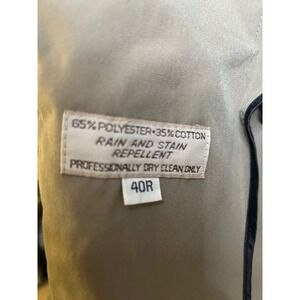 65% POLYESTER • 35% COTTON
RAIN AND STAIN
REPELLENT
PROFESSIONALLY DRY CLEAN ONLY
40R